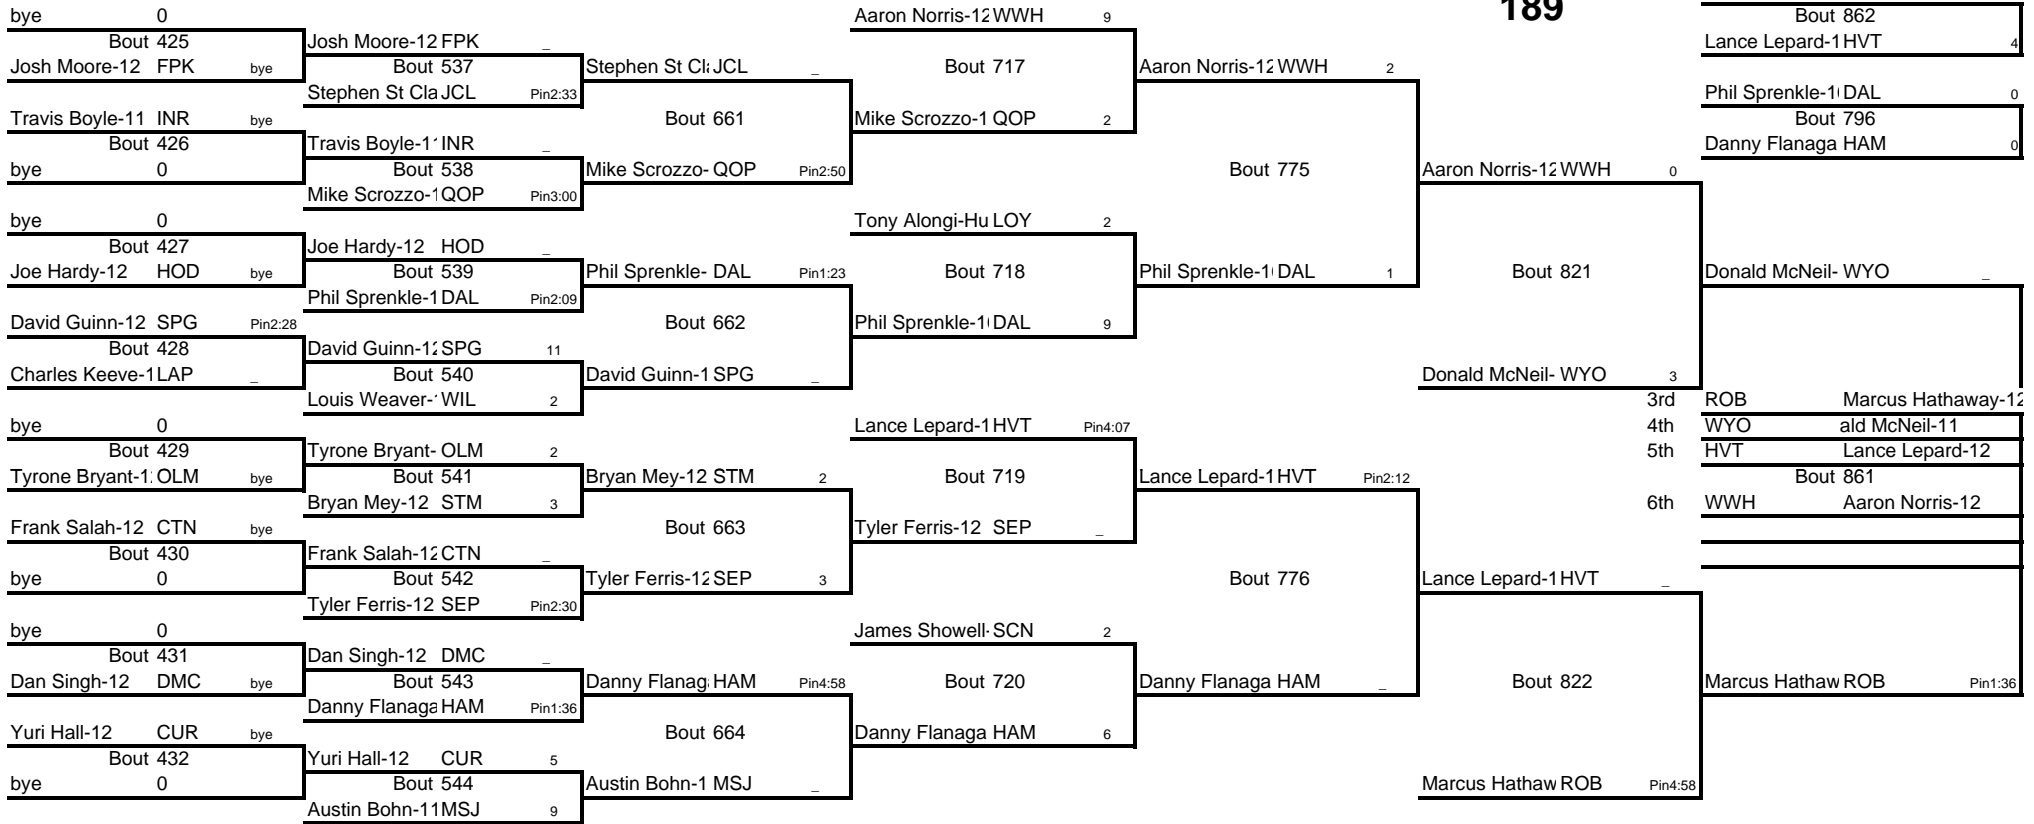 bye 0 Aaron Norris-12 WWH 9 189
Bout 425 Josh Moore-12 FPK _ Bout 862
Lance Lepard-1 HVT 4
Josh Moore-12 FPK bye Bout 537 Stephen St Cl JCL _ Bout 717 Aaron Norris-12 WWH 2
Stephen St Cla JCL Pin2:33 Phil Sprenkle-1 DAL 0
Travis Boyle-11 INR bye Bout 661 Mike Scrozzo-1 QOP 2 Bout 796
Bout 426 Travis Boyle-1 INR _ Danny Flanaga HAM 0
bye 0 Bout 538 Mike Scrozzo- QOP Pin2:50 Bout 775 Aaron Norris-12 WWH 0
Mike Scrozzo-1 QOP Pin3:00
bye 0 Tony Alongi-Hu LOY 2
Bout 427 Joe Hardy-12 HOD _
Joe Hardy-12 HOD bye Bout 539 Phil Sprenkle- DAL Pin1:23 Bout 718 Phil Sprenkle-1 DAL 1 Bout 821 Donald McNeil- WYO _
Phil Sprenkle-1 DAL Pin2:09
David Guinn-12 SPG Pin2:28 Bout 662 Phil Sprenkle-1 DAL 9
Bout 428 David Guinn-12 SPG 11
Charles Keeve-1 LAP _ Bout 540 David Guinn-1 SPG _ Donald McNeil- WYO 3
Louis Weaver- WIL 2 3rd ROB Marcus Hathaway-12
bye 0 Lance Lepard-1 HVT Pin4:07 4th WYO ald McNeil-11
Bout 429 Tyrone Bryant- OLM 2 5th HVT Lance Lepard-12
Tyrone Bryant-1 OLM bye Bout 541 Bryan Mey-12 STM 2 Bout 719 Lance Lepard-1 HVT Pin2:12 Bout 861
Bryan Mey-12 STM 3 6th WWH Aaron Norris-12
Frank Salah-12 CTN bye Bout 663 Tyler Ferris-12 SEP _
Bout 430 Frank Salah-12 CTN _
bye 0 Bout 542 Tyler Ferris-12 SEP 3 Bout 776 Lance Lepard-1 HVT _
Tyler Ferris-12 SEP Pin2:30
bye 0 James Showell- SCN 2
Bout 431 Dan Singh-12 DMC _
Dan Singh-12 DMC bye Bout 543 Danny Flanag HAM Pin4:58 Bout 720 Danny Flanaga HAM _ Bout 822 Marcus Hathaw ROB Pin1:36
Danny Flanaga HAM Pin1:36
Yuri Hall-12 CUR bye Bout 664 Danny Flanaga HAM 6
Bout 432 Yuri Hall-12 CUR 5
bye 0 Bout 544 Austin Bohn-1 MSJ _ Marcus Hathaw ROB Pin4:58
Austin Bohn-11 MSJ 9